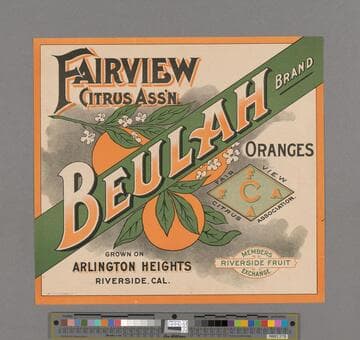 FAIRVIEW
CITRUS ASS'N.
BEULAH BRAND
ORANGES
FAIR VIEW
F
F C A
A
CITRUS ASSOCIATION.
GROWN ON
ARLINGTON HEIGHTS
RIVERSIDE, CAL.
MEMBERS
RIVERSIDE FRUIT
EXCHANGE